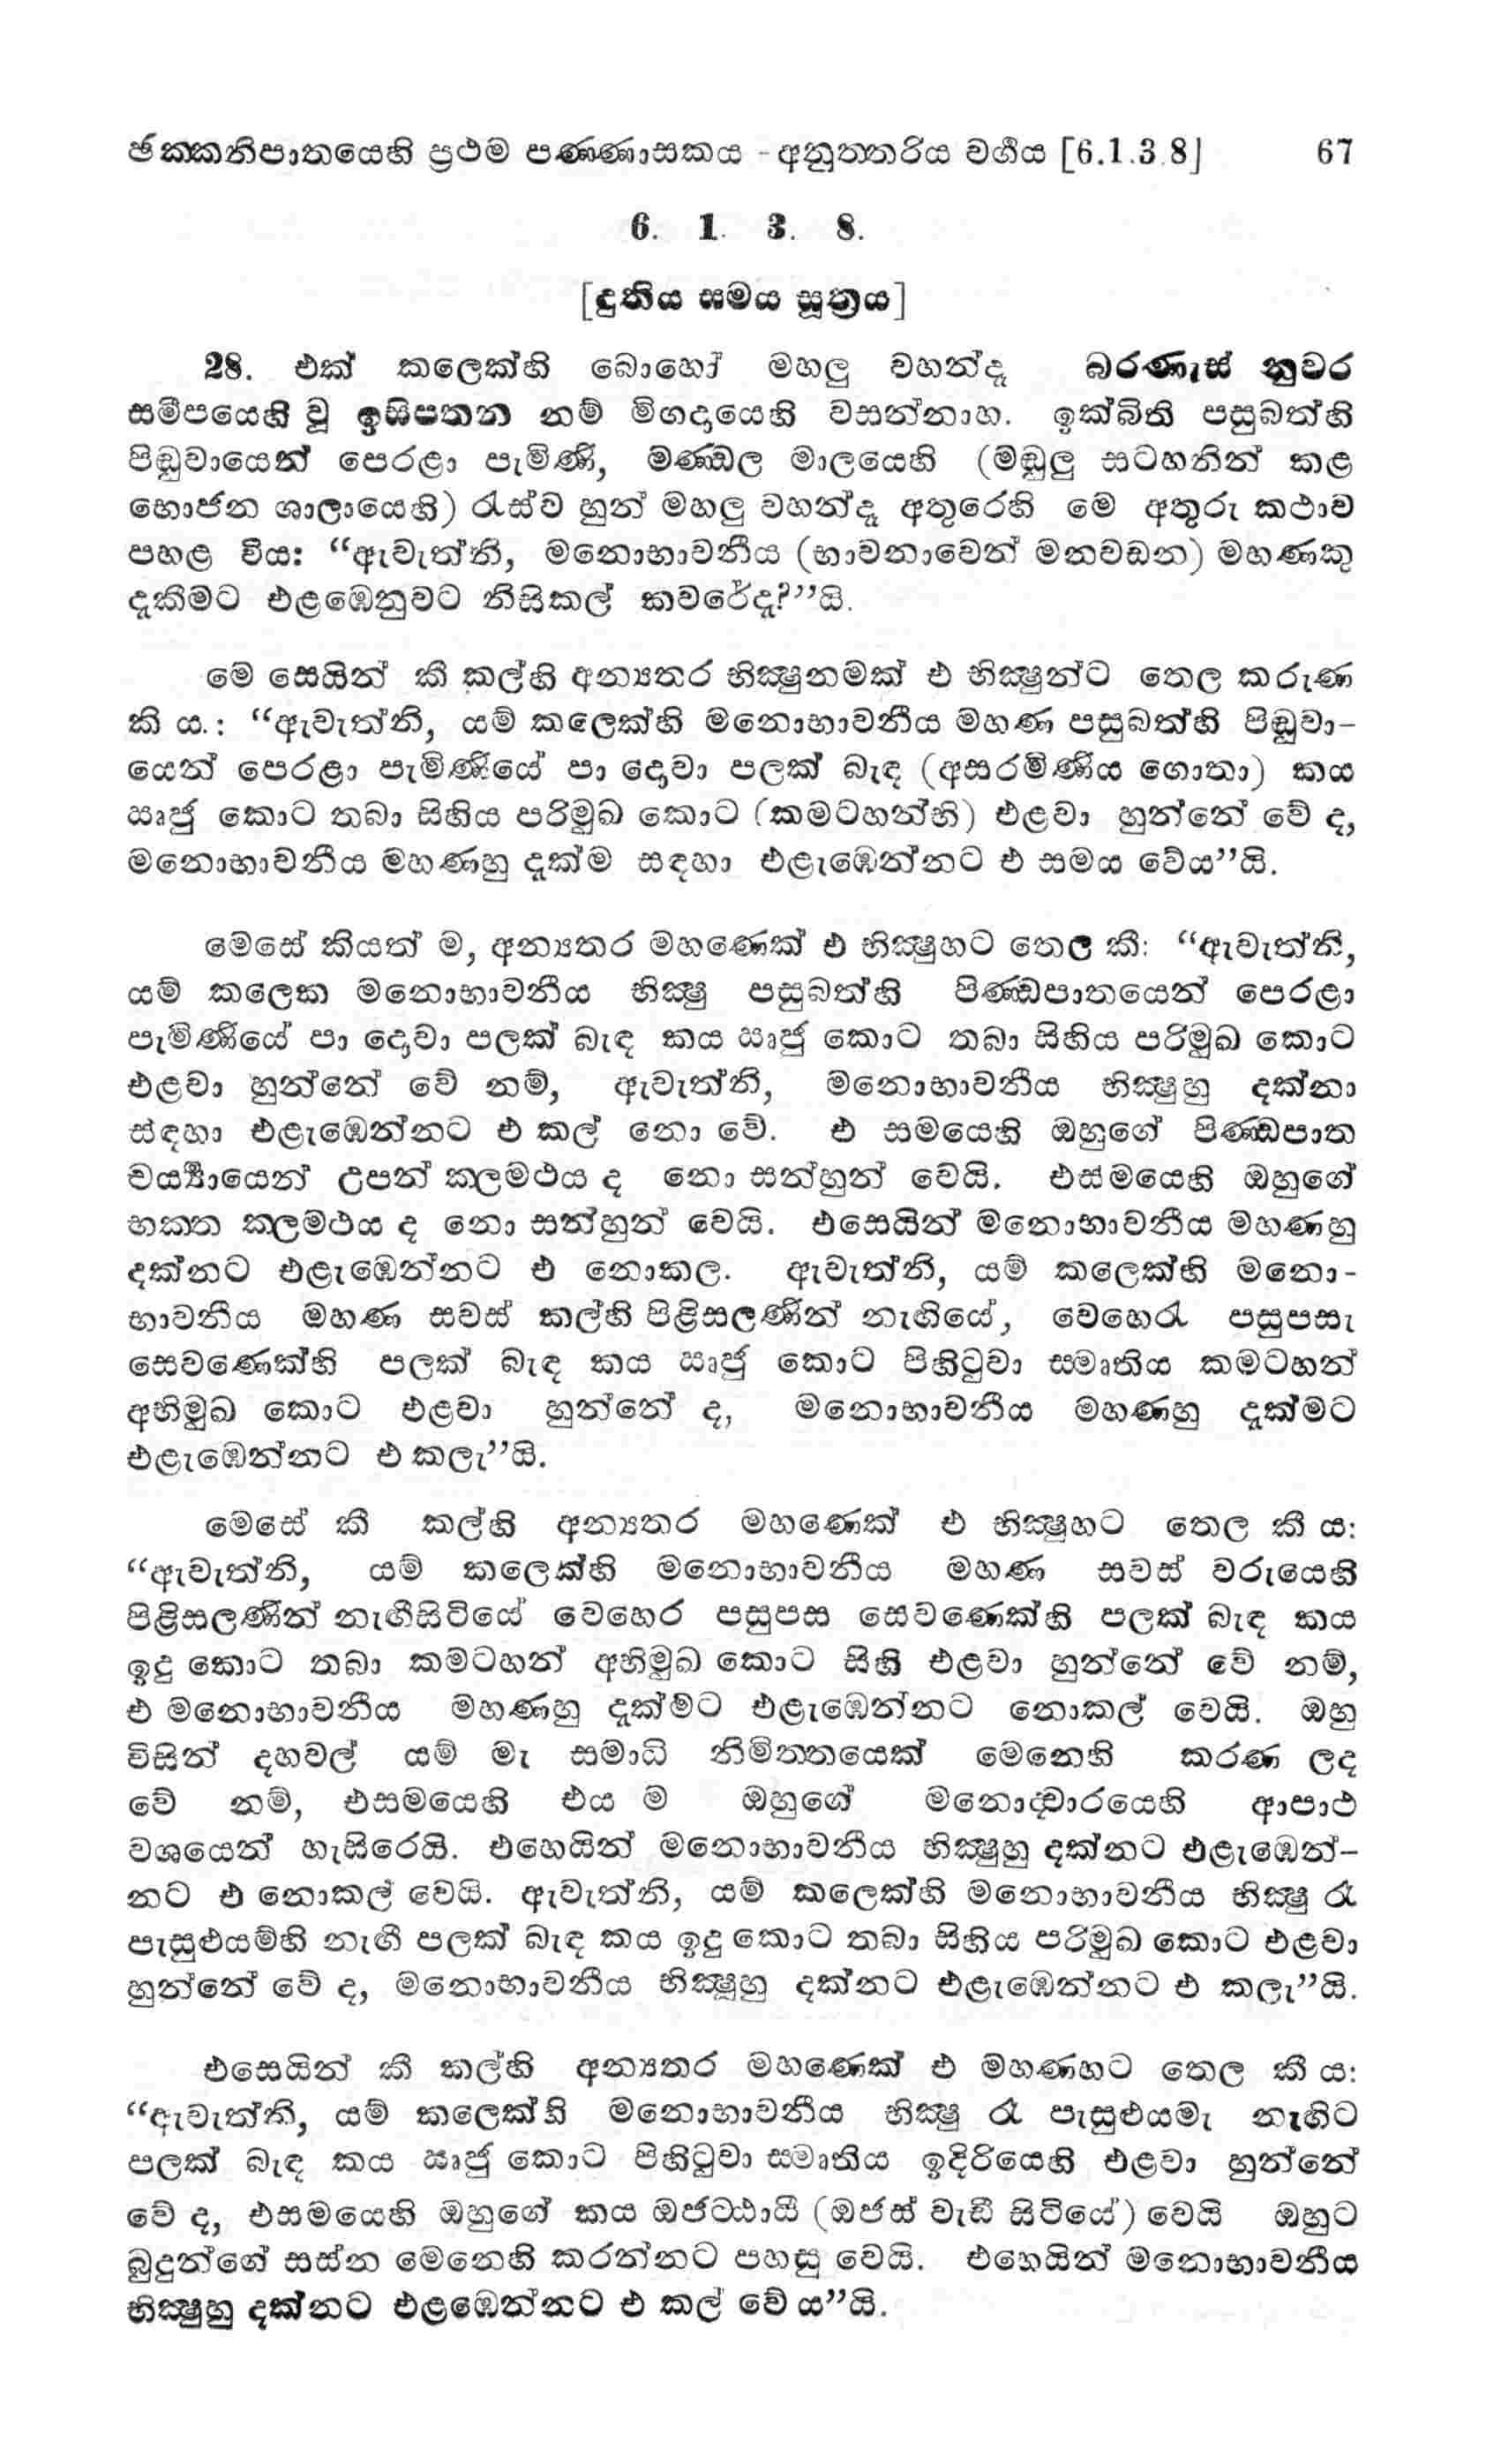 ඡක්කනිපාතයෙහි ප්‍රථම පණ්ණාසකය - අනුත්තරිය වර්‍ගය [6.1.3.8] 67
6. 1. 3. 8.
[දුතිය සමය සූත්‍රය]
28. එක් කලෙක්හි බොහෝ මහලු වහන්දෑ බරණැස් නුවර
සමීපයෙහි වූ ඉසිපතන නම් මිගදායෙහි වසන්නාහ. ඉක්බිති පසුබත්හි
පිඬුවායෙන් පෙරළා පැමිණි, මණ්ඩල මාලයෙහි (මඬුලු සටහනින් කළ
භොජන ශාලායෙහි) රැස්ව හුන් මහලු වහන්දෑ අතුරෙහි මෙ අතුරු කථාව
පහළ විය: “ඇවැත්නි, මනොභාවනීය (භාවනාවෙන් මනවඩන) මහණකු
දැකීමට එළඹෙනුවට නිසිකල් කවරේදැ?”යි.
මෙ සෙයින් කී කල්හි අන්‍යතර භික්‍ෂුනමක් එ භික්‍ෂුන්ට තෙල කරුණ
කි ය.: “ඇවැත්නි, යම් කලෙක්හි මනොභාවනීය මහණ පසුබත්හි පිඬුවා-
යෙන් පෙරළා පැමිණියේ පා දොවා පලක් බැඳ (අසරමිණිය ගොතා) කය
ඍජු කොට තබා සිහිය පරිමුඛ කොට (කමටහන්හි) එළවා හුන්නේ වේ ද,
මනොභාවනීය මහණහු දැක්ම සඳහා එළැඹෙන්නට එ සමය වේය”යි.
මෙසේ කියත් ම, අන්‍යතර මහණෙක් එ භික්‍ෂුහට තෙල කී: “ඇවැත්නි,
යම් කලෙක මනොභාවනීය භික්‍ෂු පසුබත්හි පිණ්ඩපාතයෙන් පෙරළා
පැමිණියේ පා දොවා පලක් බැඳ කය ඍජු කොට තබා සිහිය පරිමුඛ කොට
එළවා හුන්නේ වේ නම්, ඇවැත්නි, මනොභාවනීය භික්‍ෂුහු දක්නා
ස්ඳහා එළැඹෙන්නට එ කල් නො වේ. එ සමයෙහි ඔහුගේ පිණ්ඩපාත
චර්‍ය්‍යායෙන් උපන් ක්ලමථය ද නො සන්හුන් වෙයි. එසමයෙහි ඔහුගේ
භක්ත ක්ලමථය ද නො සන්හුන් වෙයි. එසෙයින් මනොභාවනීය මහණහු
දක්නට එළැඹෙන්නට එ නොකල. ඇවැත්නි, යම් කලෙක්හි මනො-
භාවනීය මහණ සවස් කල්හි පිළිසලණින් නැඟියේ, වෙහෙරැ පසුපසැ
සෙවණෙක්හි පලක් බැඳ කය ඍජු කොට පිහිටුවා ස්මෘතිය කමටහන්
අභිමුඛ කොට එළවා හුන්නේ ද, මනොභාවනීය මහණහු දැක්මට
එළැඹෙන්නට එ කලැ”යි.
මෙසේ කී කල්හි අන්‍යතර මහණෙක් එ භික්‍ෂුහට තෙල කී ය:
“ඇවැත්නි, යම් කලෙක්හි මනොභාවනීය මහණ සවස් වරුයෙහි
පිළිසලණින් නැඟීසිටියේ වෙහෙර පසුපස සෙවණෙක්හි පලක් බැඳ කය
ඉදු කොට තබා කමටහන් අභිමුඛ කොට සිහි එළවා හුන්නේ වේ නම්,
එ මනොභාවනීය මහණහු දැක්මට එළැඹෙන්නට නොකල් වෙයි. ඔහු
විසින් දහවල් යම් මැ සමාධි නිමිත්තයෙක් මෙනෙහි කරණ ලද
වේ නම්, එසමයෙහි එය ම ඔහුගේ මනොද්වාරයෙහි ආපාථ
වශයෙන් හැසිරෙයි. එහෙයින් මනොභාවනීය භික්‍ෂුහු දක්නට එළැඹෙන්-
නට එ නොකල් වෙයි. ඇවැත්නි, යම් කලෙක්හි මනොභාවනීය භික්‍ෂු රෑ
පැසුළුයම්හි නැඟී පලක් බැඳ කය ඉදු කොට තබා සිහිය පරිමුඛ කොට එළවා
හුන්නේ වේ ද, මනොභාවනීය භික්‍ෂුහු දක්නට එළැඹෙන්නට එ කලැ”යි.
එසෙයින් කී කල්හි අන්‍යතර මහණෙක් එ මහණහට තෙල කී ය:
“ඇවැත්නි, යම් කලෙක්හි මනොභාවනීය භික්‍ෂු රෑ පැසුළුයමැ නැඟිට
පලක් බැඳ කය ඍජු කොට පිහිටුවා ස්මෘතිය ඉදිරියෙහි එළවා හුන්නේ
වේ ද, එසමයෙහි ඔහුගේ කය ඔජට්ඨායී (ඔජස් වැඩී සිටියේ) වෙයි ඔහුට
බුදුන්ගේ සස්න මෙනෙහි කරන්නට පහසු වෙයි. එහෙයින් මනොභාවනීය
භික්‍ෂුහු දක්නට එළඹෙන්නට එ කල් වේ ය”යි.